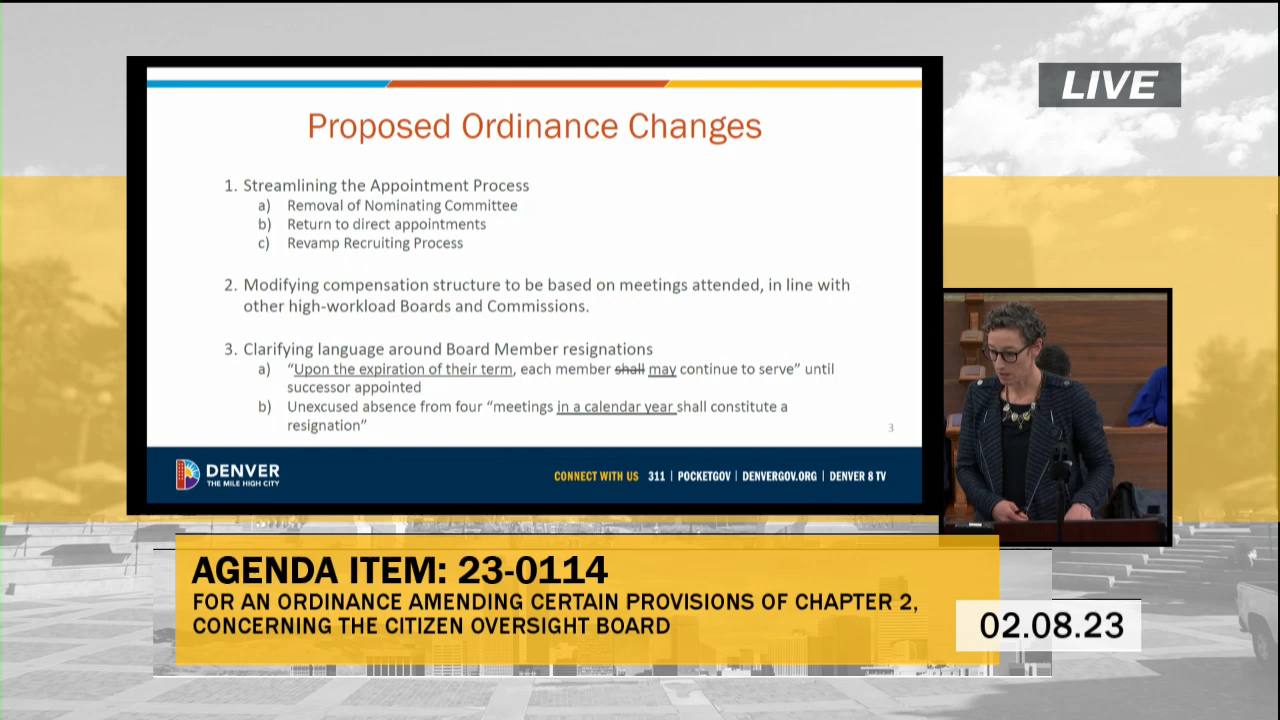 LIVE
Proposed Ordinance Changes
1. Streamlining the Appointment Process
a) Removal of Nominating Committee
b) Return to direct appointments
c) Revamp Recruiting Process
2. Modifying compensation structure to be based on meetings attended, in line with
other high-workload Boards and Commissions.
3. Clarifying language around Board Member resignations
a) “Upon the expiration of their term, each member shall may continue to serve” until
successor appointed
b) Unexcused absence from four “meetings in a calendar year shall constitute a
resignation”
3
DENVER
THE MILE HIGH CITY
CONNECT WITH US 311 | POCKETGOV | DENVERGOV.ORG | DENVER 8 TV
AGENDA ITEM: 23-0114
FOR AN ORDINANCE AMENDING CERTAIN PROVISIONS OF CHAPTER 2,
CONCERNING THE CITIZEN OVERSIGHT BOARD
02.08.23